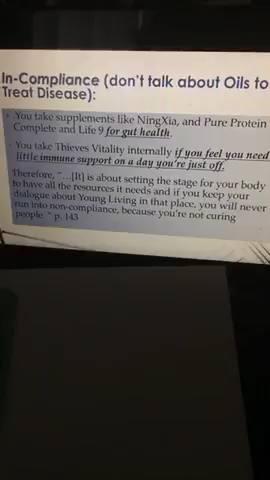 In-Compliance (don't talk about Oils to
Treat Disease):
• You take supplements like NingXia, and Pure Protein
Complete and Life 9 for gut health.
You take Thieves Vitality internally if you feel you need
little immune support on a day you're just off.
Therefore, "…[It] is about setting the stage for your body
to have all the resources it needs and if you keep your
dialogue about Young Living in that place, you will never
run into non-compliance, because you're not curing
people." p. 143